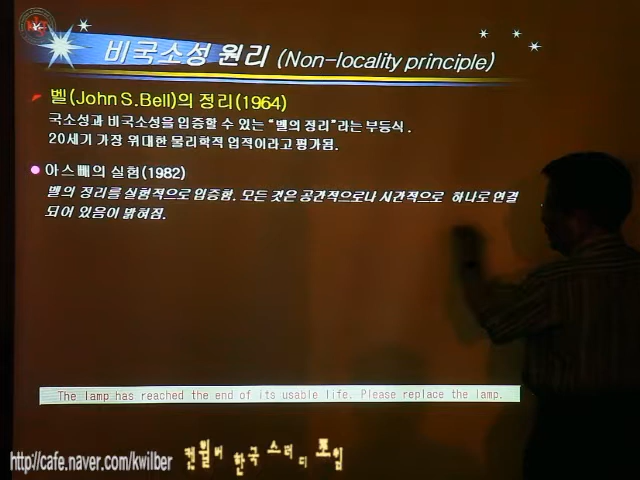 비국소성 원리 (Non-locality principle)
벨(John S.Bell)의 정리(1964)
국소성과 비국소성을 입증할 수 있는 "벨의 정리"라는 부등식 .
20세기 가장 위대한 물리학적 업적이라고 평가됨.
아스뻬의 실험(1982)
벨의 정리를 실험적으로 입증함. 모든 것은 공간적으로나 시간적으로 하나로 연결
되어 있음이 밝혀짐.
The lamp has reached the end of its usable life. Please replace the lamp.
http://cafe.naver.com/kwilber
켄윌버 한국 스터디 모임